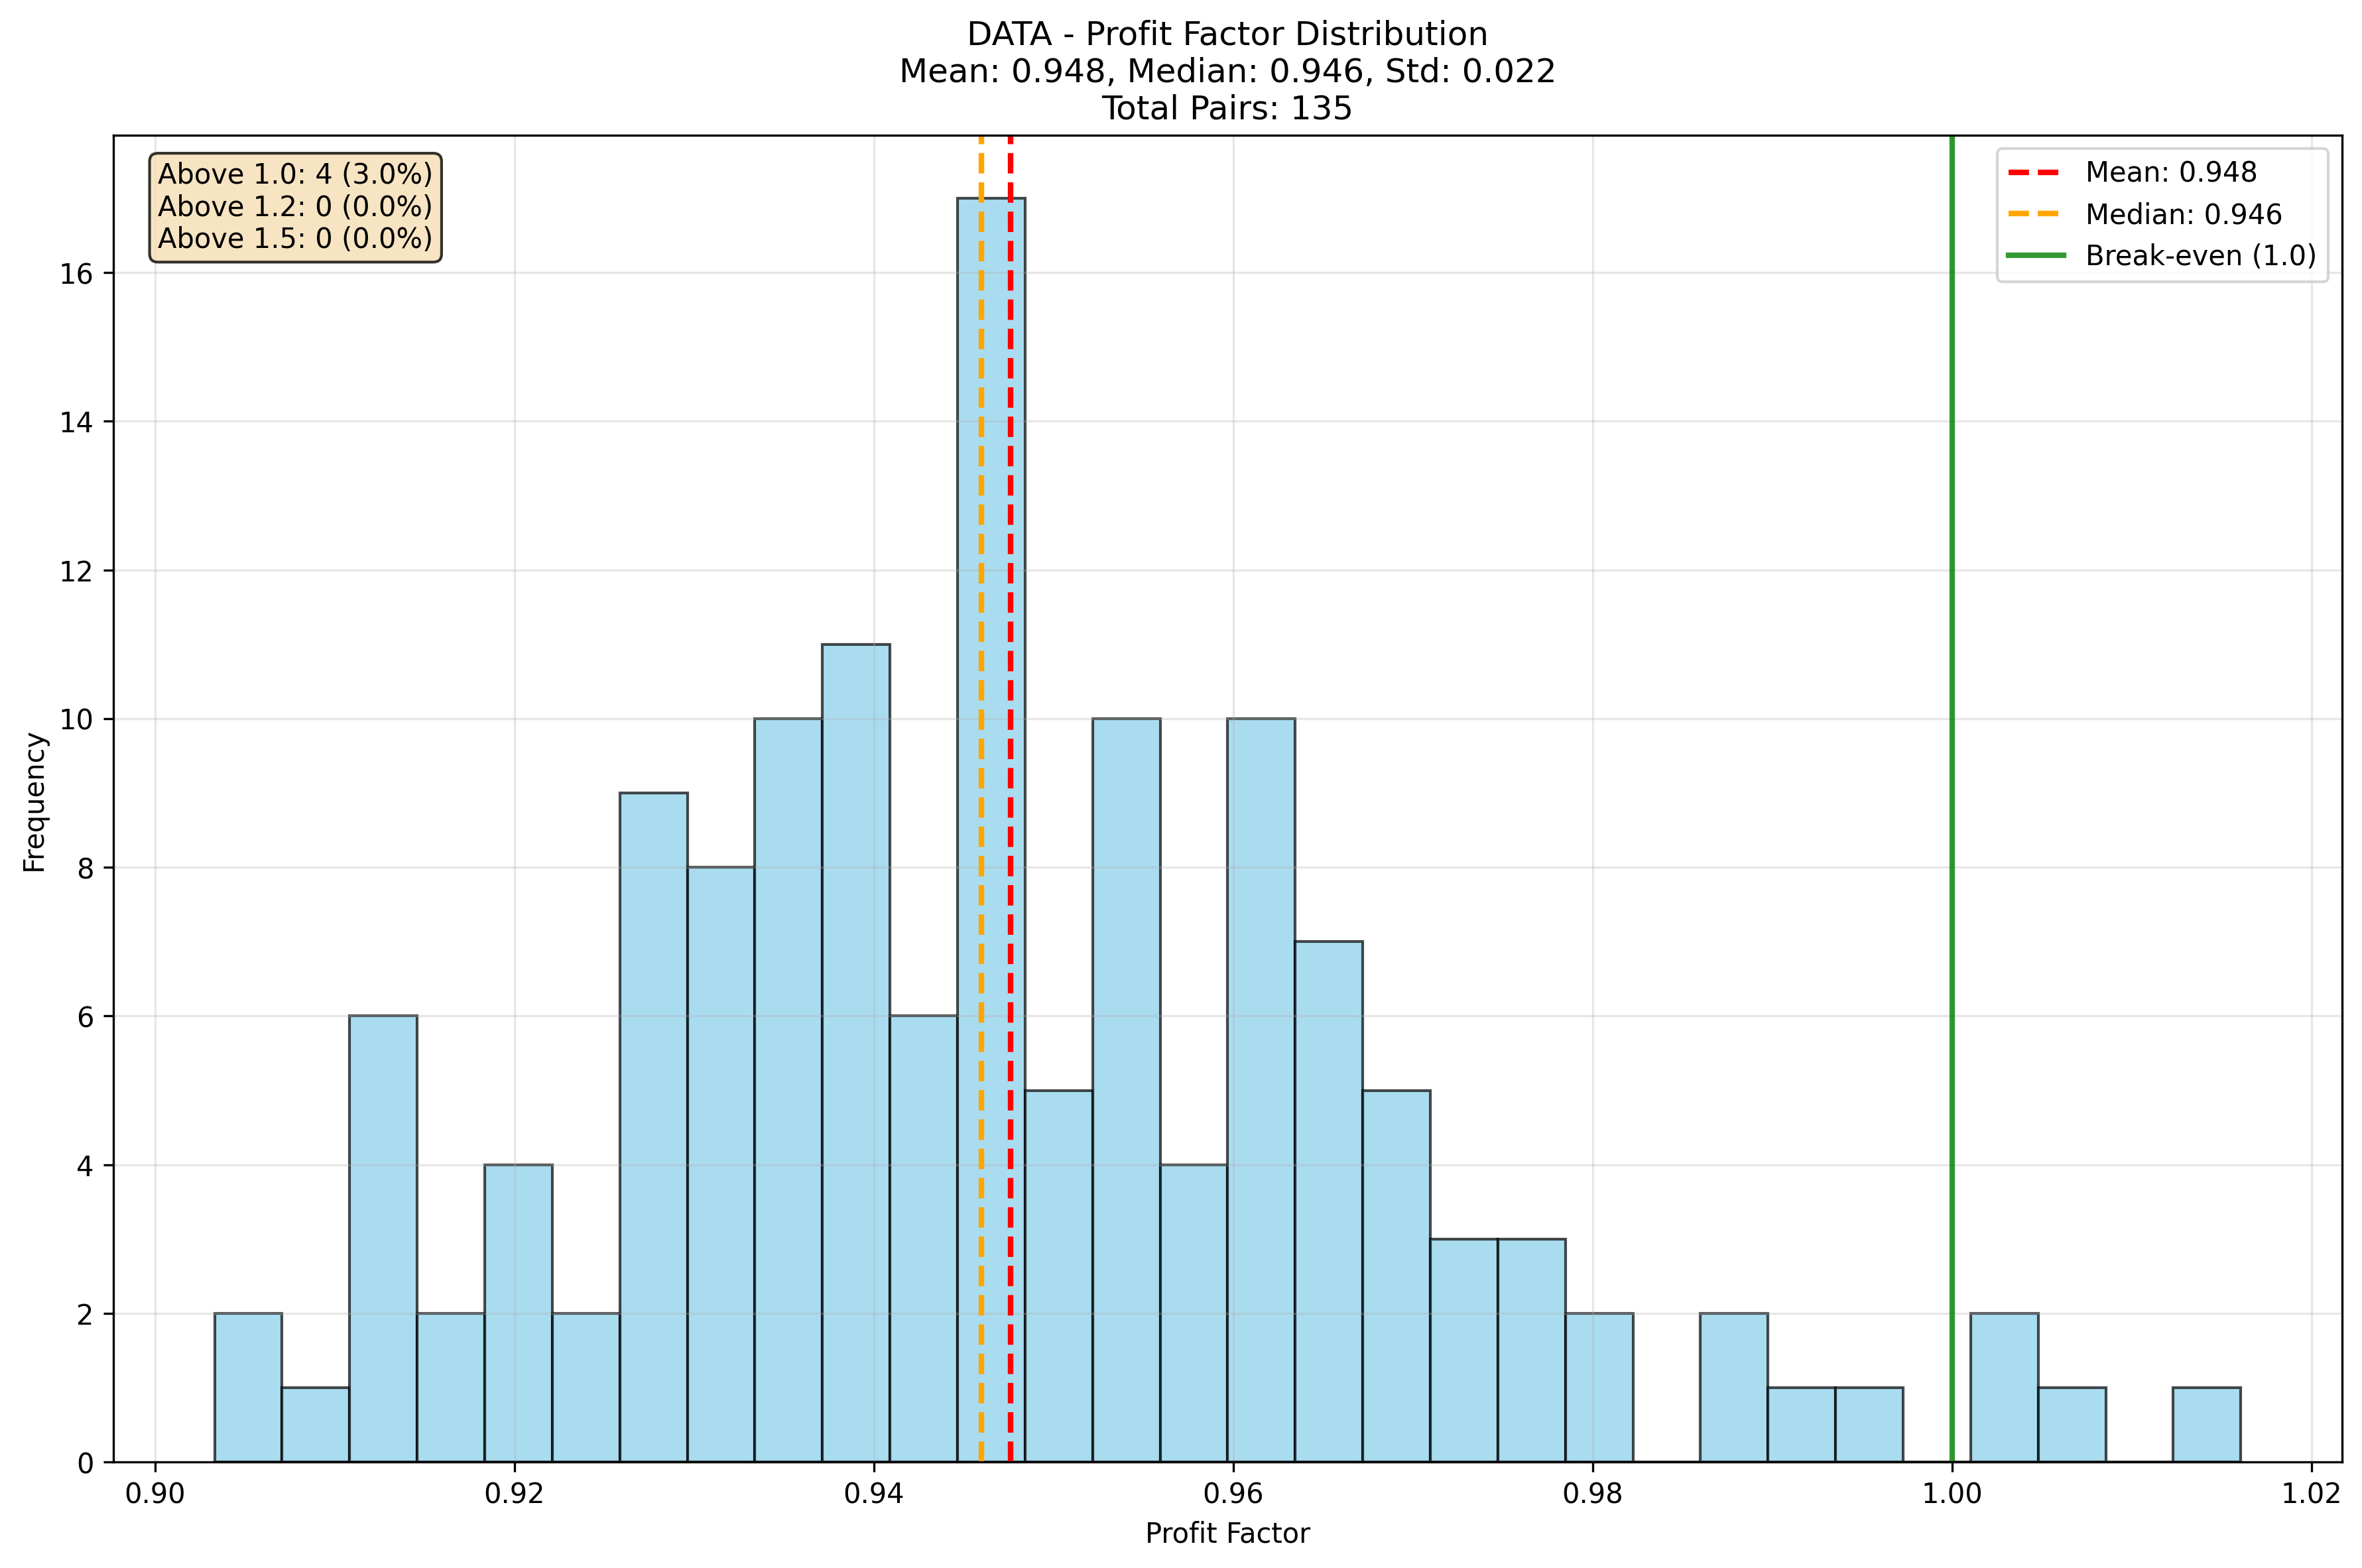 DATA - Profit Factor Distribution
Mean: 0.948, Median: 0.946, Std: 0.022
Total Pairs: 135
Above 1.0: 4 (3.0%)
Above 1.2: 0 (0.0%)
Above 1.5: 0 (0.0%)
Mean: 0.948
Median: 0.946
Break-even (1.0)
Frequency
16
14
12
10
8
6
4
2
0
0.90 0.92 0.94 0.96 0.98 1.00 1.02
Profit Factor